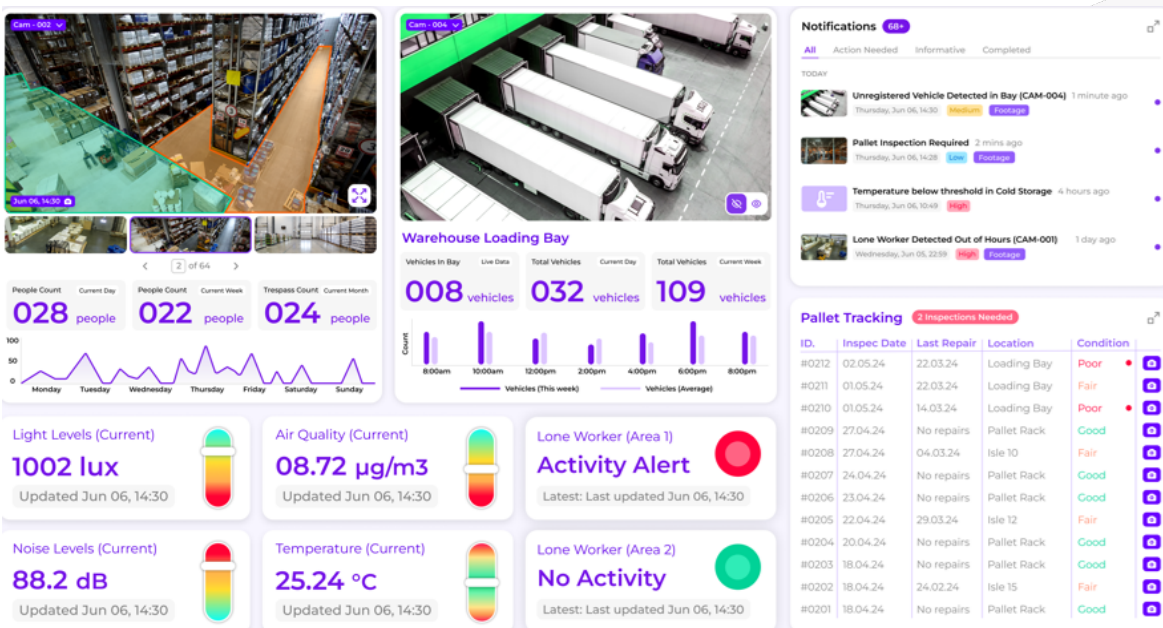 Cam - 002
Jun 06, 14:30
2 of 64
People Count Current Day
028 people
People Count Current Week
022 people
Trespass Count Current Month
024 people
100
50
0
Monday Tuesday Wednesday Thursday Friday Saturday Sunday
Cam - 004
Warehouse Loading Bay
Vehicles In Bay Live Data
008 vehicles
Total Vehicles Current Day
032 vehicles
Total Vehicles Current Week
109 vehicles
Count
8:00am 10:00am 12:00pm 2:00pm 4:00pm 6:00pm 8:00pm
Vehicles (This week) Vehicles (Average)
Notifications 68+
All Action Needed Informative Completed
TODAY
Unregistered Vehicle Detected in Bay (CAM-004) 1 minute ago
Thursday, Jun 06, 14:30 Medium Footage
Pallet Inspection Required 2 mins ago
Thursday, Jun 06, 14:28 Low Footage
Temperature below threshold in Cold Storage 4 hours ago
Thursday, Jun 06, 10:49 High
Lone Worker Detected Out of Hours (CAM-001) 1 day ago
Wednesday, Jun 05, 22:59 High Footage
Light Levels (Current)
1002 lux
Updated Jun 06, 14:30
Air Quality (Current)
08.72 µg/m3
Updated Jun 06, 14:30
Lone Worker (Area 1)
Activity Alert
Latest: Last updated Jun 06, 14:30
Noise Levels (Current)
88.2 dB
Updated Jun 06, 14:30
Temperature (Current)
25.24 °C
Updated Jun 06, 14:30
Lone Worker (Area 2)
No Activity
Latest: Last updated Jun 06, 14:30
Pallet Tracking 2 Inspections Needed
ID. Inspec Date Last Repair Location Condition
#0212 02.05.24 22.03.24 Loading Bay Poor
#0211 01.05.24 22.03.24 Loading Bay Fair
#0210 01.05.24 14.03.24 Loading Bay Poor
#0209 27.04.24 No repairs Pallet Rack Good
#0208 27.04.24 04.03.24 Isle 10 Fair
#0207 24.04.24 No repairs Pallet Rack Good
#0206 23.04.24 No repairs Pallet Rack Good
#0205 22.04.24 29.03.24 Isle 12 Fair
#0204 20.04.24 No repairs Pallet Rack Good
#0203 18.04.24 No repairs Pallet Rack Good
#0202 18.04.24 24.02.24 Isle 15 Fair
#0201 18.04.24 No repairs Pallet Rack Good